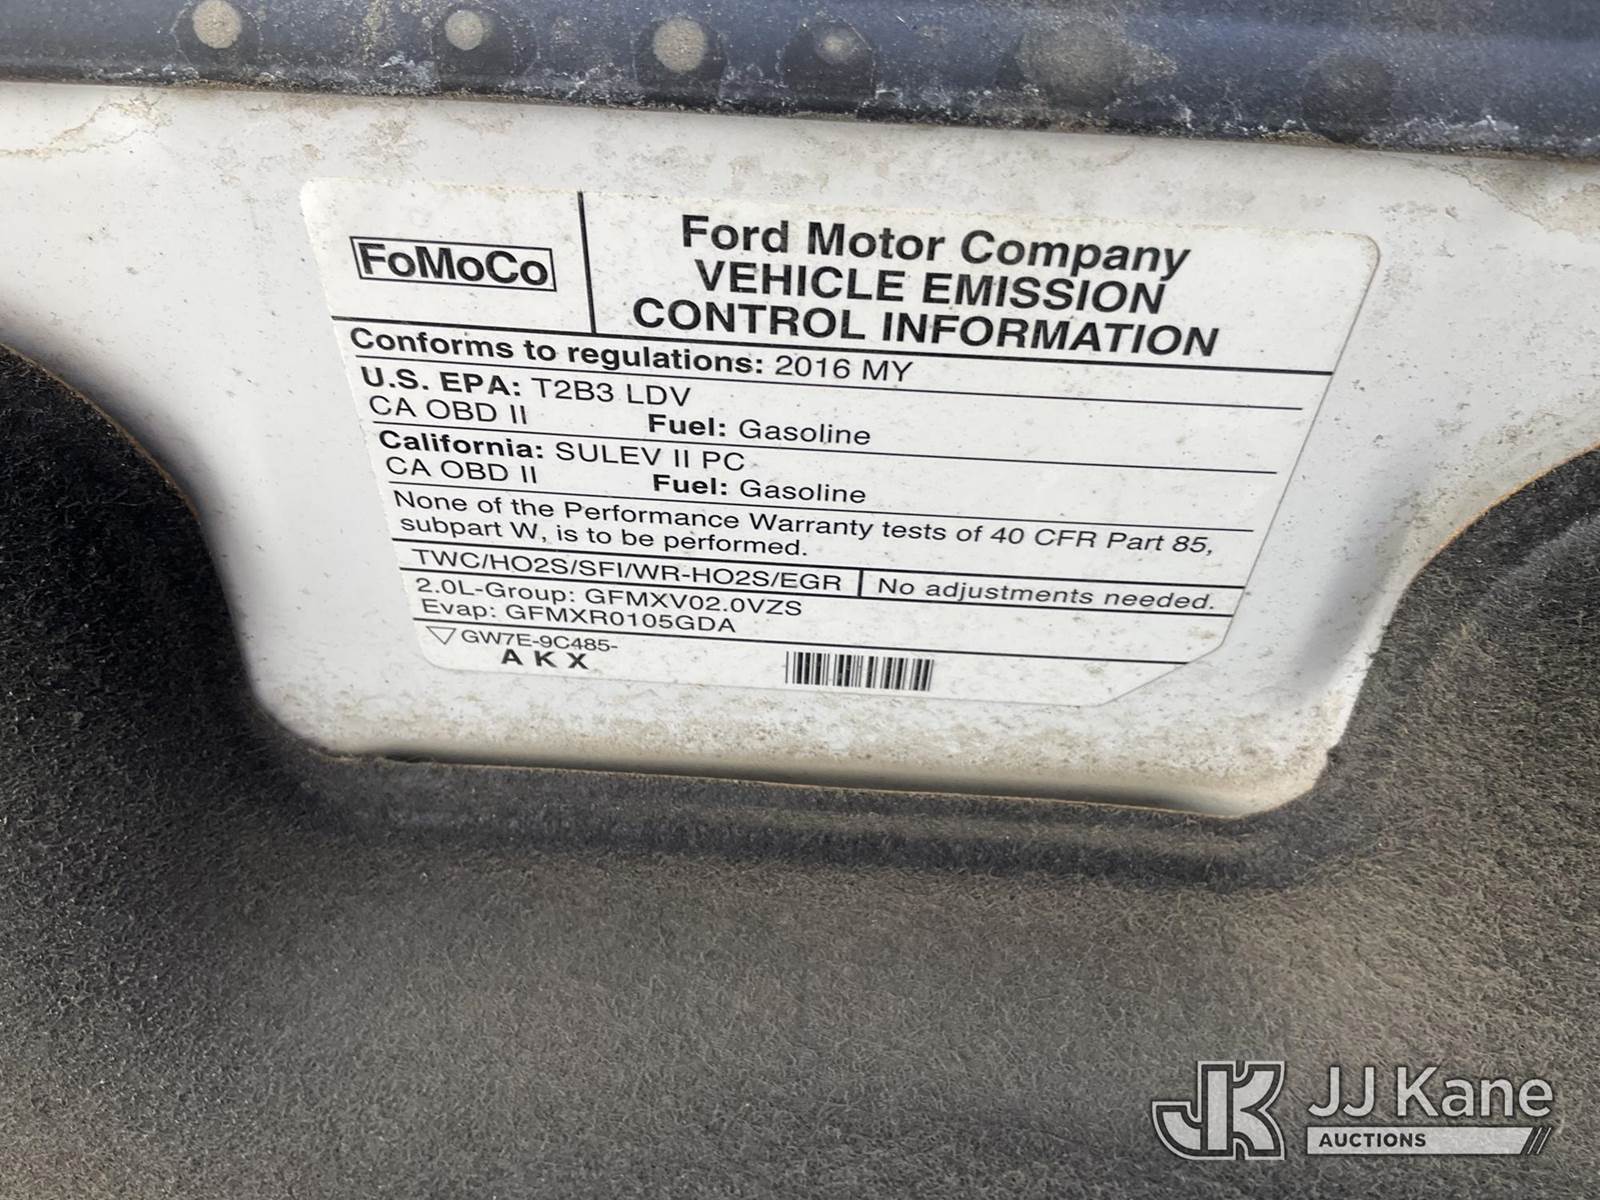 FoMoCo
Ford Motor Company
VEHICLE EMISSION
CONTROL INFORMATION
Conforms to regulations: 2016 MY
U.S. EPA: T2B3 LDV
CA OBD II Fuel: Gasoline
California: SULEV II PC
CA OBD II Fuel: Gasoline
None of the Performance Warranty tests of 40 CFR Part 85,
subpart W, is to be performed.
TWC/HO2S/SFI/WR-HO2S/EGR No adjustments needed.
2.0L-Group: GFMXV02.0VZS
Evap: GFMXR0105GDA
GW7E-9C485-
A K X
JK JJ Kane
AUCTIONS